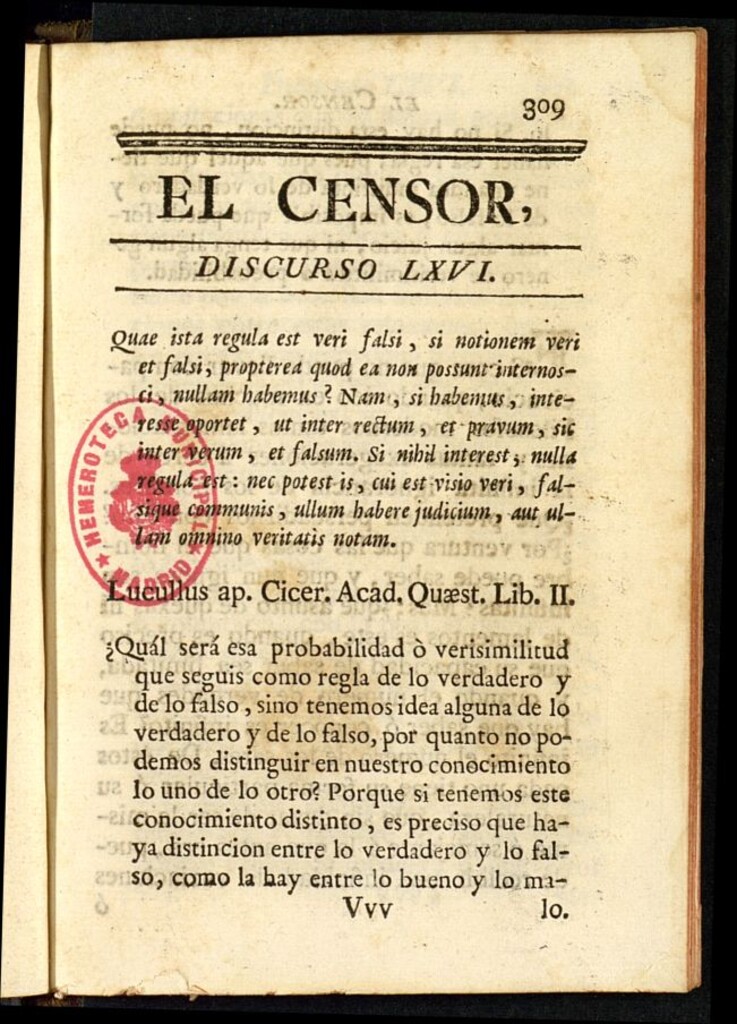 309
EL CENSOR,
DISCURSO LXVI.
Quae ista regula est veri falsi, si notionem veri
et falsi, propterea quod ea non possunt internos-
ci, nullam habemus? Nam, si habemus, inte-
resse oportet, ut inter rectum, et pravum, sic
inter verum, et falsum. Si nihil interest, nulla
regula est: nec potest is, cui est visio veri, fal-
sique communis, ullum habere judicium, aut ul-
lam omnino veritatis notam.
HEMEROTECA MUNICIPAL
★ MADRID ★
Lucullus ap. Cicer. Acad. Quæst. Lib. II.
¿Quál será esa probabilidad ò verisimilitud
que seguis como regla de lo verdadero y
de lo falso, sino tenemos idea alguna de lo
verdadero y de lo falso, por quanto no po-
demos distinguir en nuestro conocimiento
lo uno de lo otro? Porque si tenemos este
conocimiento distinto, es preciso que ha-
ya distincion entre lo verdadero y lo fal-
so, como la hay entre lo bueno y lo ma-
Vvv lo.